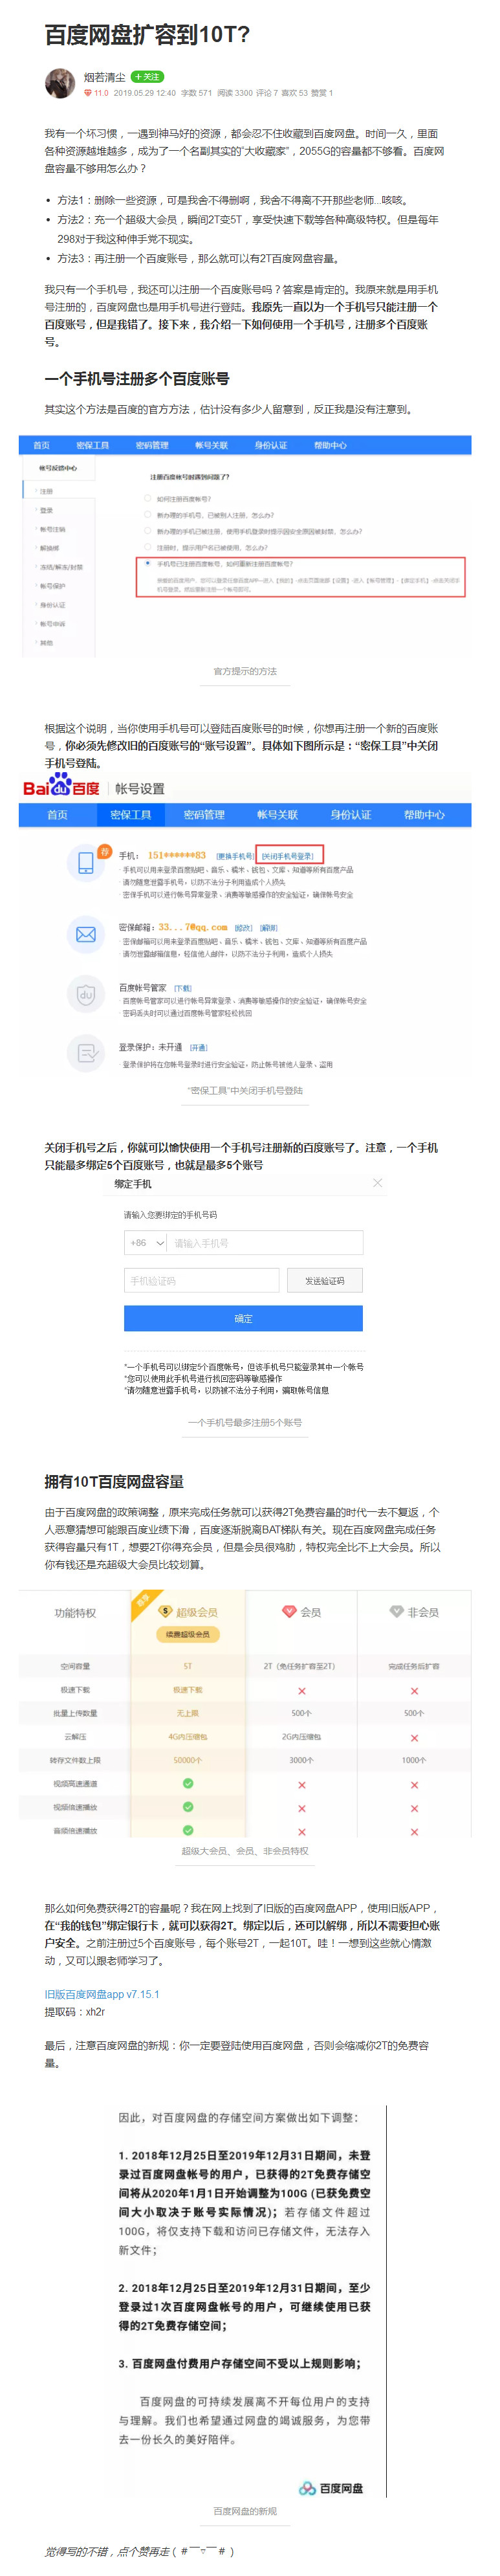 百度网盘扩容到10T?
烟若清尘 + 关注
11.0 2019.05.29 12:40 字数 571 阅读 3300 评论 7 喜欢 53 赞赏 1
我有一个坏习惯，一遇到神马好的资源，都会忍不住收藏到百度网盘。时间一久，里面
各种资源越堆越多，成为了一个名副其实的“大收藏家”，2055G的容量都不够看。百度网
盘容量不够用怎么办？
• 方法1：删除一些资源，可是我舍不得删啊，我舍不得离不开那些老师...咳咳。
• 方法2：充一个超级大会员，瞬间2T变5T，享受快速下载等各种高级特权。但是每年
298对于我这种伸手党不现实。
• 方法3：再注册一个百度账号，那么就可以有2T百度网盘容量。
我只有一个手机号，我还可以注册一个百度账号吗？答案是肯定的。我原来就是用手机
号注册的，百度网盘也是用手机号进行登陆。我原先一直以为一个手机号只能注册一个
百度账号，但是我错了。接下来，我介绍一下如何使用一个手机号，注册多个百度账
号。
一个手机号注册多个百度账号
其实这个方法是百度的官方方法，估计没有多少人留意到，反正我是没有注意到。
首页 密保工具 密码管理 帐号关联 身份认证 帮助中心
帐号反馈中心
注册百度帐号时遇到问题了？
注册
如何注册百度帐号？
登录
新办理的手机号，已被别人注册，怎么办？
帐号注销
新办理的手机已注册，使用手机登录时提示因安全原因被封禁，怎么办？
解除绑
注册时，提示用户名已被使用，怎么办？
冻结/解冻/封禁
手机号已注册百度帐号，如何重新注册百度帐号？
帐号保护
身份认证
帐号申诉
其他
官方提示的方法
根据这个说明，当你使用手机号可以登陆百度账号的时候，你想再注册一个新的百度账
号，你必须先修改旧的百度账号的“账号设置”。具体如下图所示是：“密保工具”中关闭
手机号登陆。
Bai du 百度 帐号设置
首页 密保工具 密码管理 帐号关联 身份认证 帮助中心
荐
手机： 151******83 [更换手机号] [关闭手机号登录]
· 手机可以用来登录百度贴吧、音乐、糯米、钱包、文库、知道等所有百度产品
· 请勿随意泄露手机号，以防不法分子利用造成个人损失
· 密保手机可以进行帐号异常登录、消费等敏感操作的安全验证，确保帐号安全
密保邮箱：33...7@qq.com [修改] [解绑]
· 密保邮箱可以用来登录百度贴吧、音乐、糯米、钱包、文库、知道等所有百度产品
· 请勿泄露邮箱信息，轻信他人邮件，以防不法分子利用，造成个人损失
du
百度帐号管家 [下载]
· 百度帐号管家可以进行帐号异常登录、消费等敏感操作的安全验证，确保帐号安全
· 密码丢失时可以通过百度帐号管家轻松找回
登录保护：未开通 [开通]
· 登录保护将在您帐号登录时进行安全验证，防止帐号被他人登录、盗用
“密保工具”中关闭手机号登陆
关闭手机号之后，你就可以愉快使用一个手机号注册新的百度账号了。注意，一个手机
只能最多绑定5个百度账号，也就是最多5个账号
绑定手机
请输入您要绑定的手机号码
+86 请输入手机号
手机验证码 发送验证码
确定
*一个手机号可以绑定5个百度帐号，但该手机号只能登录其中一个帐号
*您可以使用此手机号进行找回密码等敏感操作
*请勿随意泄露手机号，以防被不法分子利用，骗取帐号信息
一个手机号最多注册5个账号
拥有10T百度网盘容量
由于百度网盘的政策调整，原来完成任务就可以获得2T免费容量的时代一去不复返，个
人恶意猜想可能跟百度业绩下滑，百度逐渐脱离BAT梯队有关。现在百度网盘完成任务
获得容量只有1T，想要2T你得充会员，但是会员很鸡肋，特权完全比不上大会员。所以
你有钱还是充超级大会员比较划算。
功能特权 尊享 S 超级会员 会员 非会员
续费超级会员
空间容量 5T 2T（免任务扩容至2T） 完成任务后扩容
极速下载 极速下载
批量上传数量 无上限 500个 500个
云解压 4G内压缩包 2G内压缩包
转存文件数上限 50000个 3000个 1000个
视频高速通道
视频倍速播放
音频倍速播放
超级大会员、会员、非会员特权
那么如何免费获得2T的容量呢？我在网上找到了旧版的百度网盘APP，使用旧版APP，
在“我的钱包”绑定银行卡，就可以获得2T。绑定以后，还可以解绑，所以不需要担心账
户安全。之前注册过5个百度账号，每个账号2T，一起10T。哇！一想到这些就心情激
动，又可以跟老师学习了。
旧版百度网盘app v7.15.1
提取码：xh2r
最后，注意百度网盘的新规：你一定要登陆使用百度网盘，否则会缩减你2T的免费容
量。
因此，对百度网盘的存储空间方案做出如下调整：
1. 2018年12月25日至2019年12月31日期间，未登
录过百度网盘帐号的用户，已获得的2T免费存储空
间将从2020年1月1日开始调整为100G (已获免费空
间大小取决于账号实际情况)；若存储文件超过
100G，将仅支持下载和访问已存储文件，无法存入
新文件；
2. 2018年12月25日至2019年12月31日期间，至少
登录过1次百度网盘帐号的用户，可继续使用已获
得的2T免费存储空间；
3. 百度网盘付费用户存储空间不受以上规则影响；
百度网盘的可持续发展离不开每位用户的支持
与理解。我们也希望通过网盘的竭诚服务，为您带
去一份长久的美好陪伴。
百度网盘
百度网盘的新规
觉得写的不错，点个赞再走（＃￣▽￣＃）